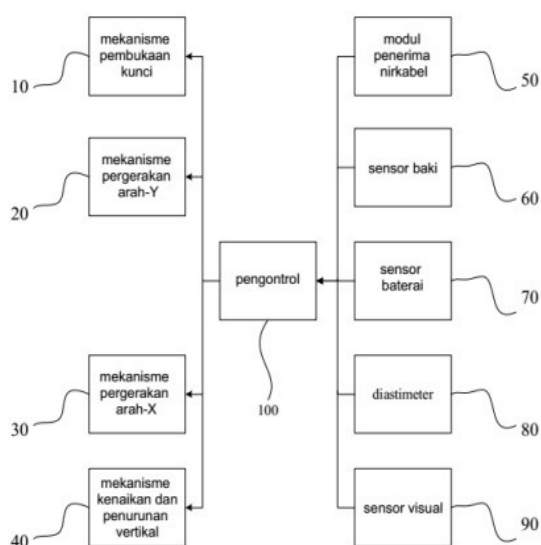 mekanisme
pembukaan
kunci
10
mekanisme
pergerakan
arah-Y
20
mekanisme
pergerakan
arah-X
30
mekanisme
kenaikan dan
penurunan
vertikal
40
pengontrol
100
modul
penerima
nirkabel
50
sensor baki
60
sensor
baterai
70
diastimeter
80
sensor visual
90